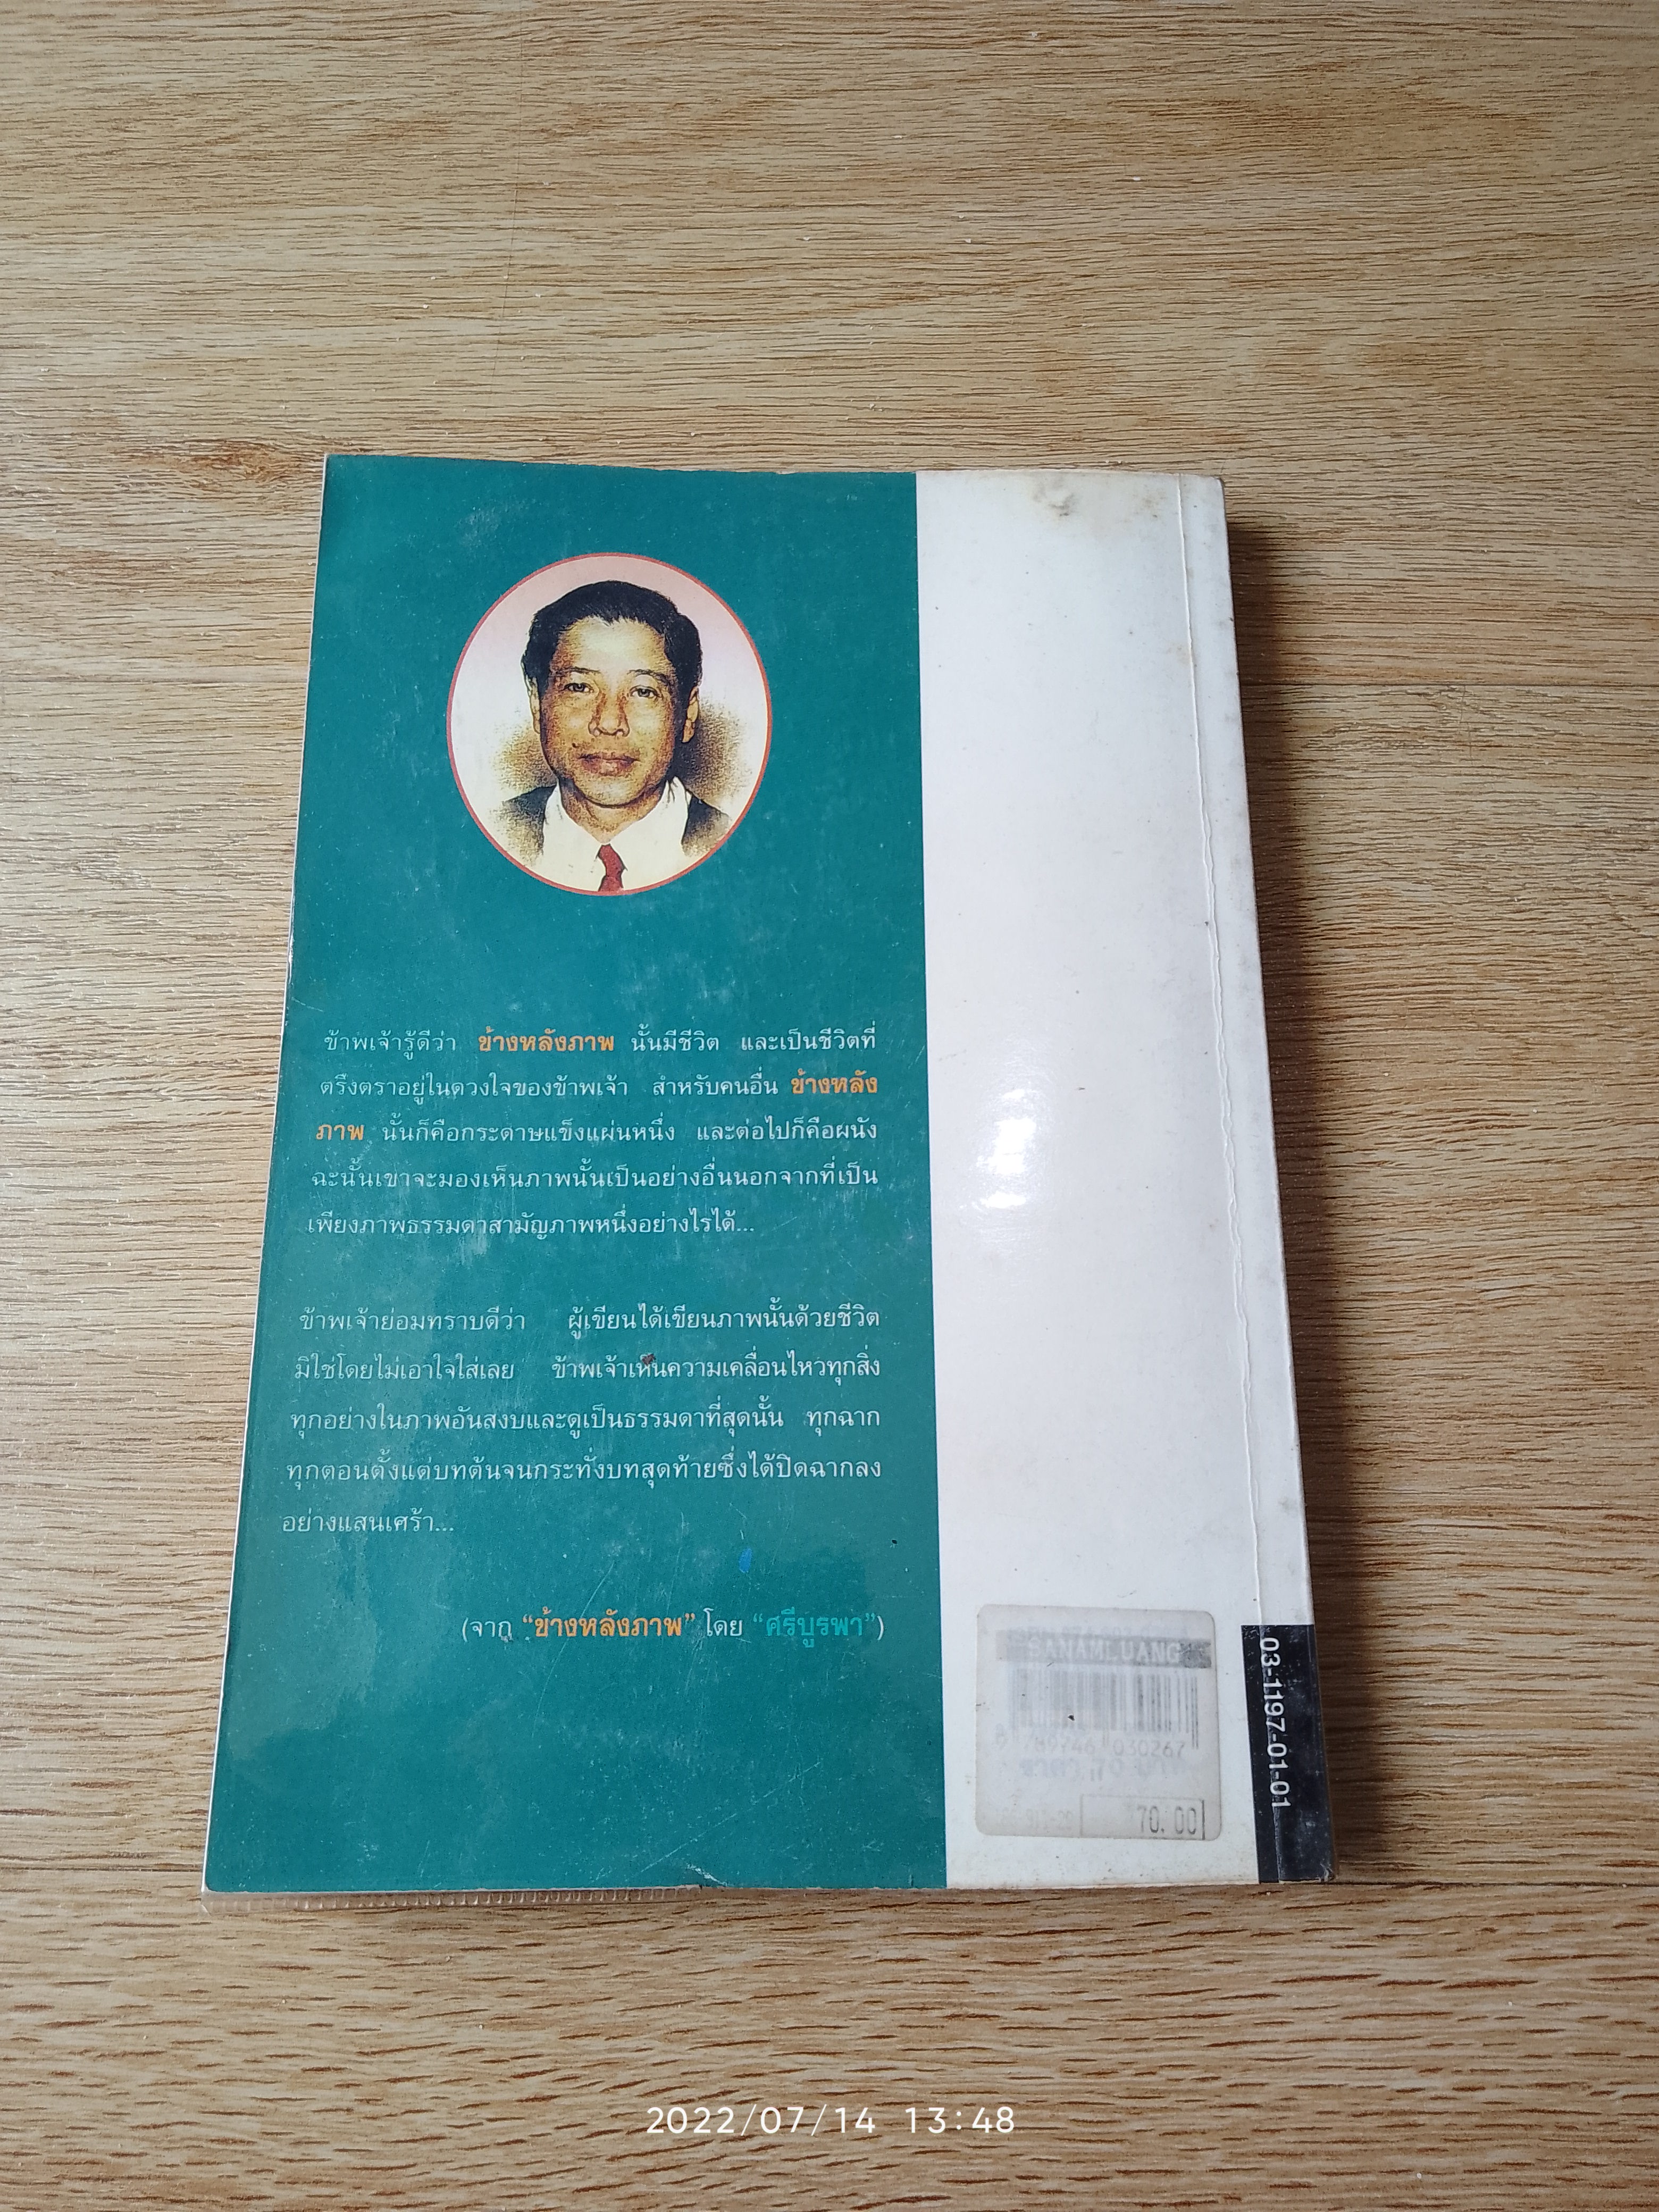 ข้าพเจ้ารู้ดีว่า ข้างหลังภาพ นั้นมีชีวิต และเป็นชีวิตที่
ตรึงตราอยู่ในดวงใจของข้าพเจ้า สำหรับคนอื่น ข้างหลัง
ภาพ นั้นก็คือกระดาษแข็งแผ่นหนึ่ง และต่อไปก็คือผนัง
ฉะนั้นเขาจะมองเห็นภาพนั้นเป็นอย่างอื่นนอกจากที่เป็น
เพียงภาพธรรมดาสามัญภาพหนึ่งอย่างไรได้...
ข้าพเจ้าย่อมทราบดีว่า ผู้เขียนได้เขียนภาพนั้นด้วยชีวิต
มิใช่โดยไม่เอาใจใส่เลย ข้าพเจ้าเห็นความเคลื่อนไหวทุกสิ่ง
ทุกอย่างในภาพอันสงบและดูเป็นธรรมดาที่สุดนั้น ทุกฉาก
ทุกตอนตั้งแต่บทต้นจนกระทั่งบทสุดท้ายซึ่งได้ปิดฉากลง
อย่างแสนเศร้า...
(จาก “ข้างหลังภาพ” โดย “ศรีบูรพา”)
SANAMLUANG
9 789746 030267
70.00
03-1197-01-01
2022/07/14 13:48